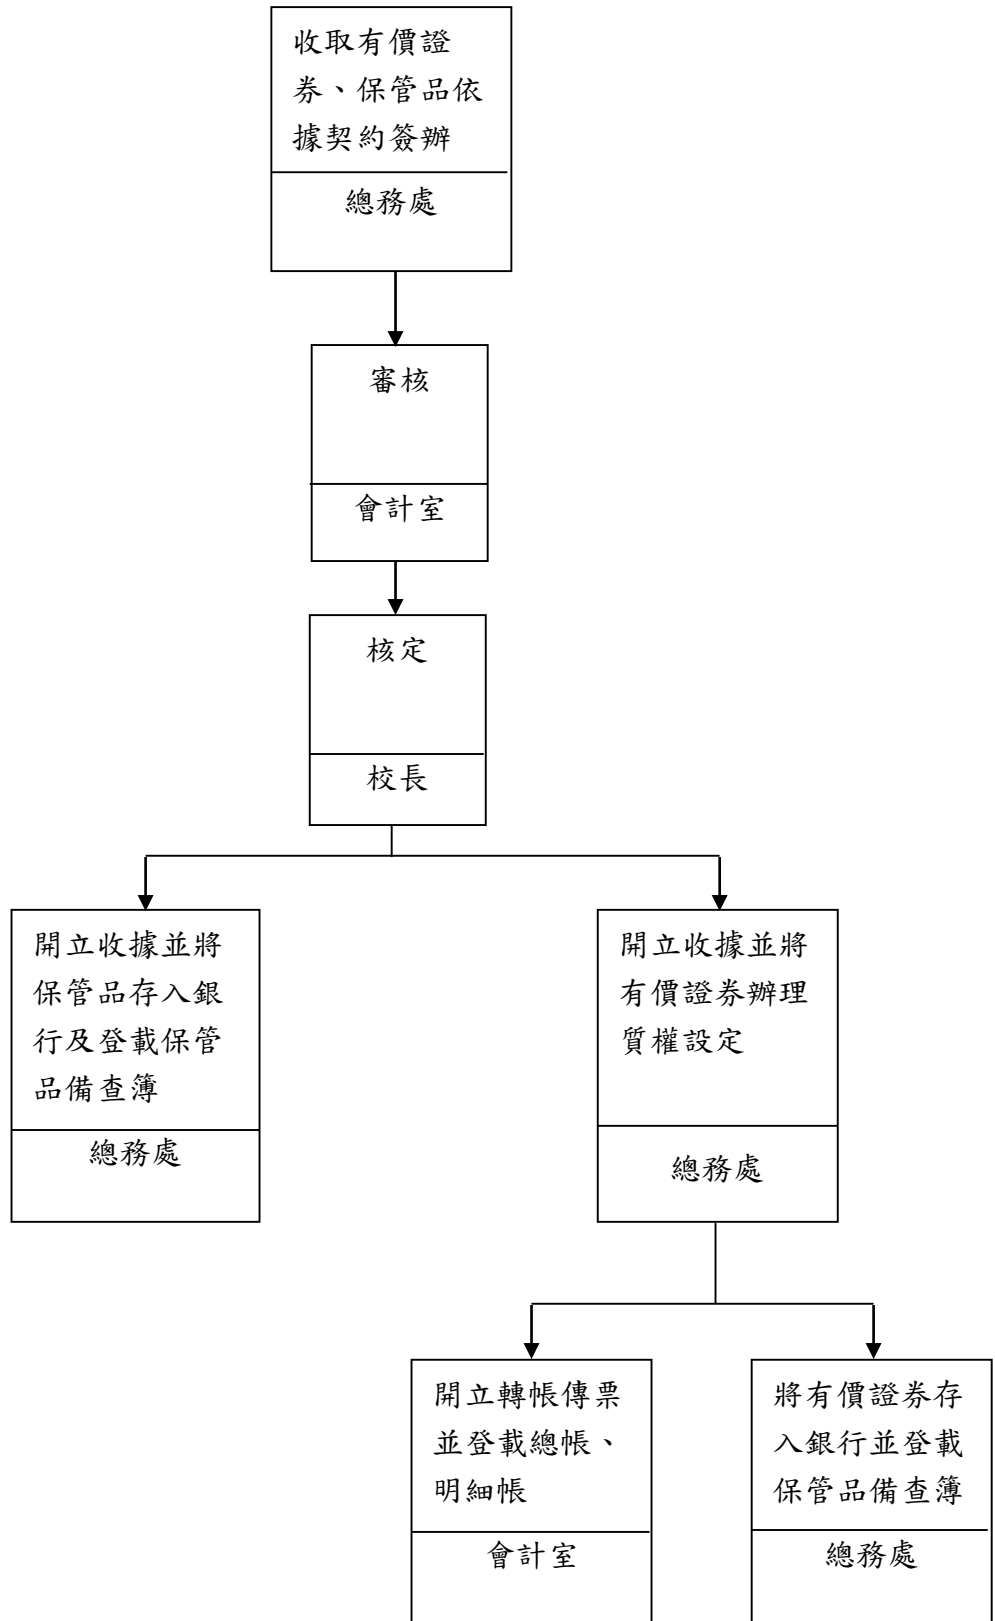 收取有價證
券、保管品依
據契約簽辦
總務處
審核
會計室
核定
校長
開立收據並將
保管品存入銀
行及登載保管
品備查簿
總務處
開立收據並將
有價證券辦理
質權設定
總務處
開立轉帳傳票
並登載總帳、
明細帳
會計室
將有價證券存
入銀行並登載
保管品備查簿
總務處